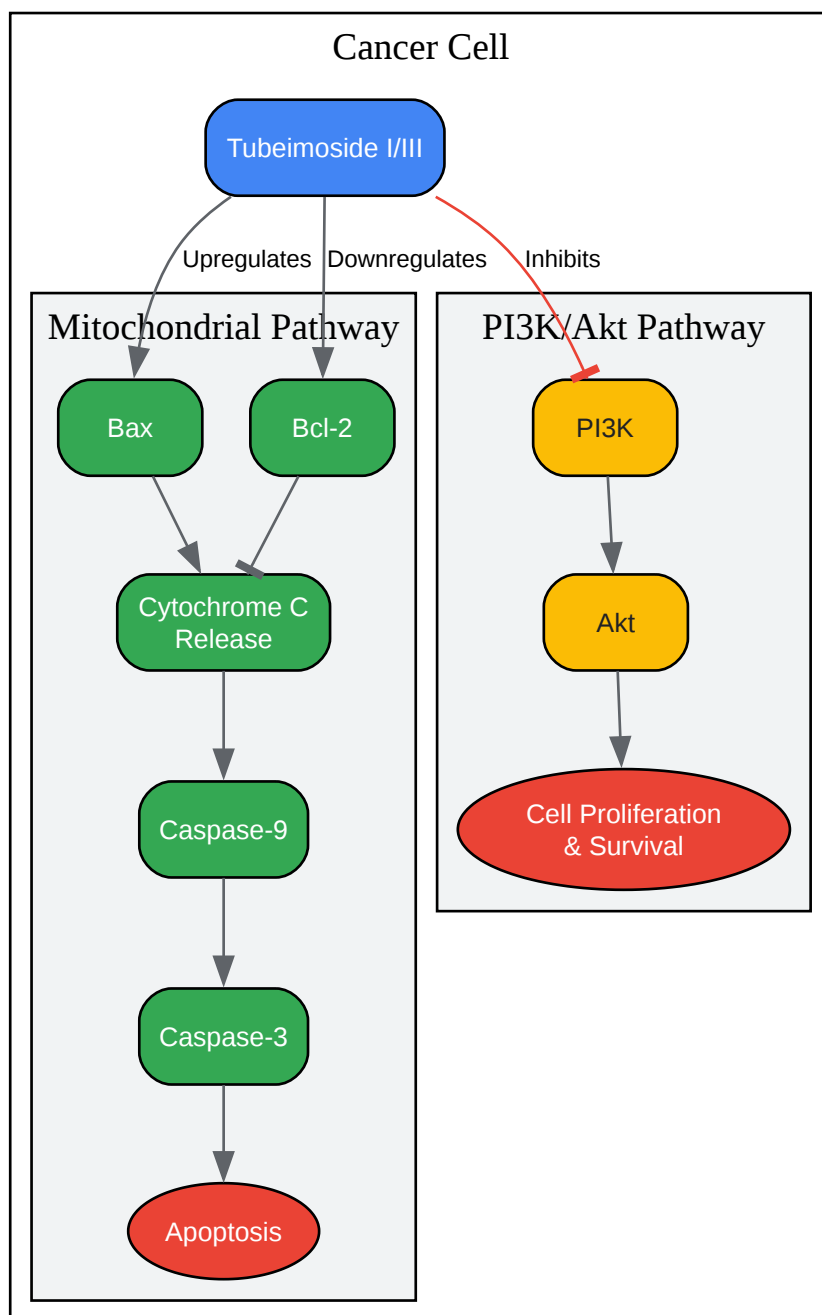 Cancer Cell
Tubeimoside I/III
Upregulates
Downregulates
Inhibits
Mitochondrial Pathway
PI3K/Akt Pathway
Bax
Bcl-2
PI3K
Cytochrome C
Release
Akt
Caspase-9
Cell Proliferation
& Survival
Caspase-3
Apoptosis